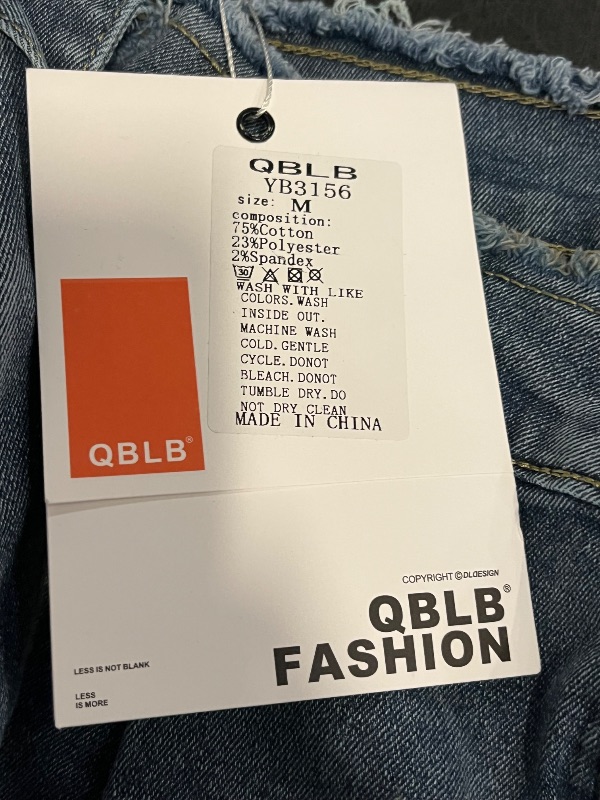 QBLB
YB3156
size: M
composition:
75%Cotton
23%Polyester
2%Spandex
30
WASH WITH LIKE
COLORS.WASH
INSIDE OUT.
MACHINE WASH
COLD.GENTLE
CYCLE.DONOT
BLEACH.DONOT
TUMBLE DRY.DO
NOT DRY CLEAN
MADE IN CHINA
QBLB®
COPYRIGHT ©DLDESIGN
QBLB®
FASHION
LESS IS NOT BLANK
LESS
IS MORE